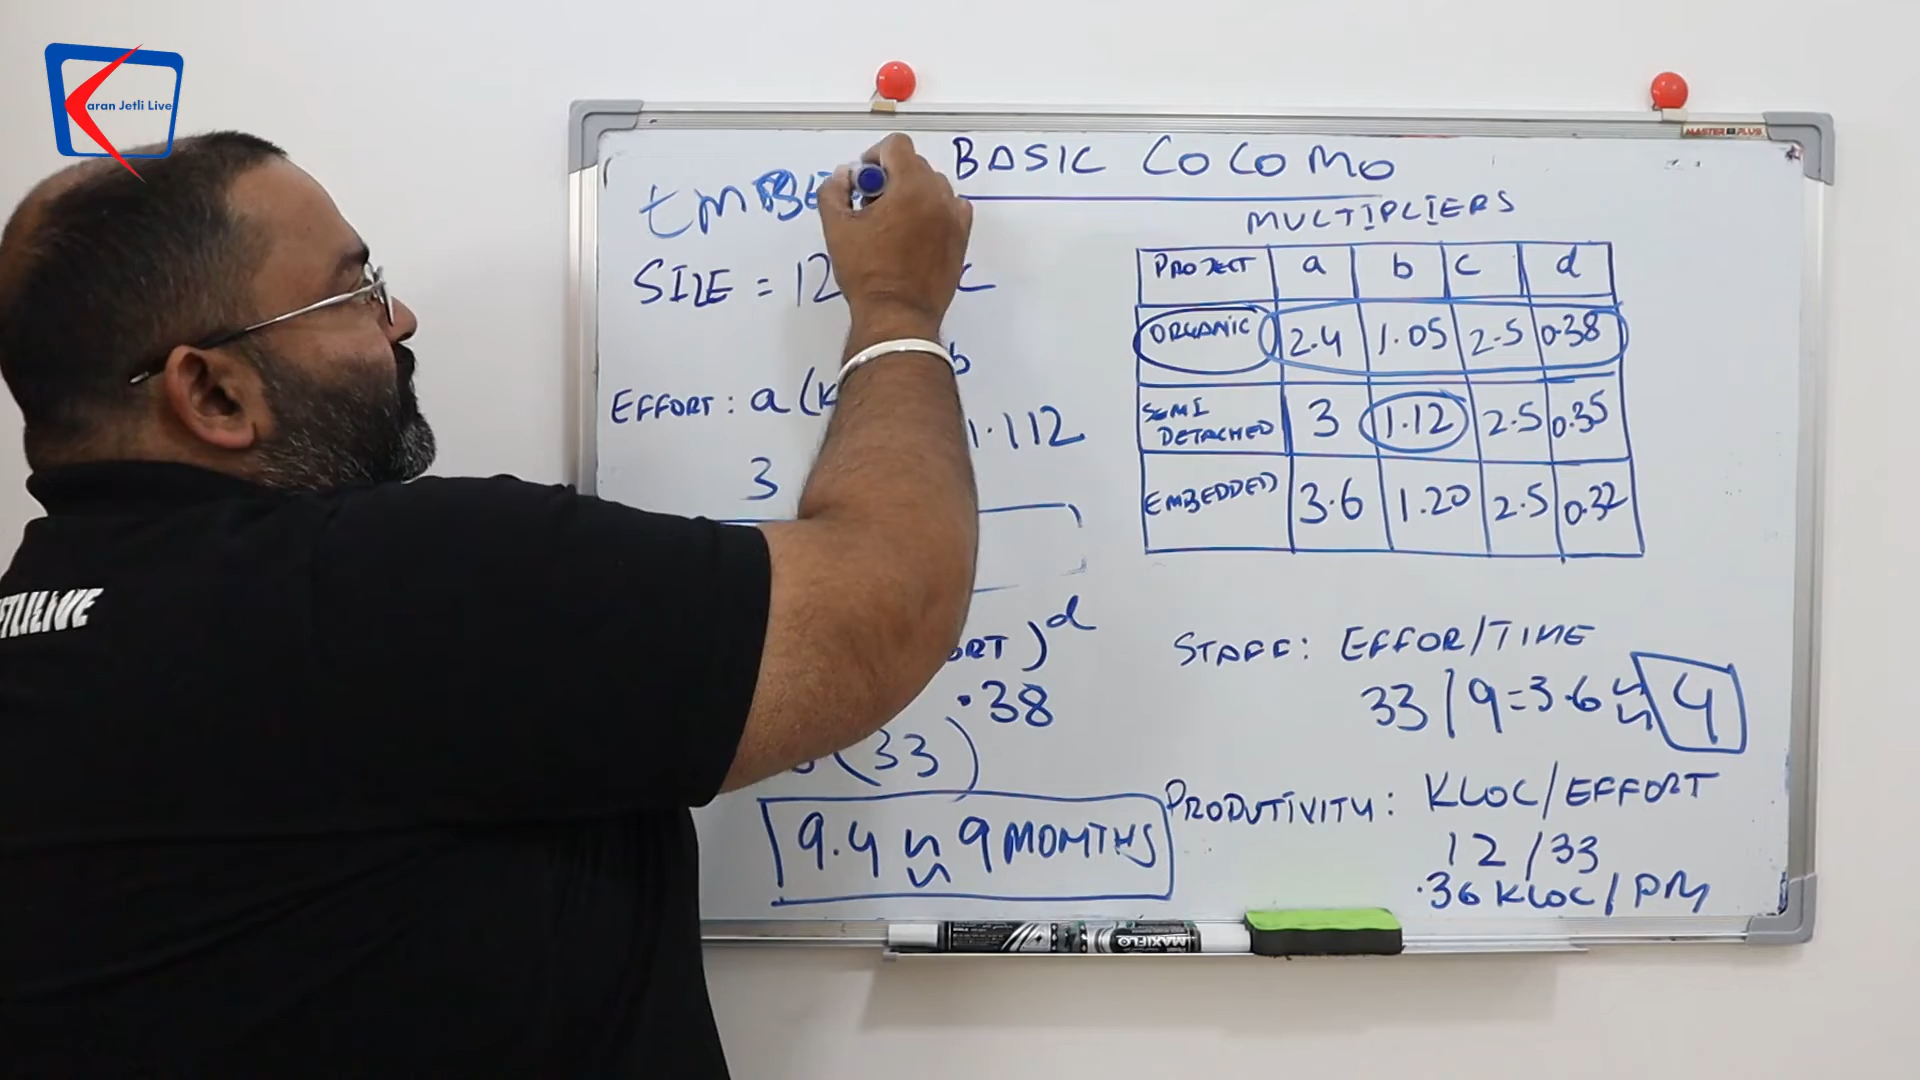 Karan Jetli Live
BASIC COCOMO
MASTER PLUS
SIZE = 12
EFFORT: a (K b
1.112
3
ORT ) d
.38
(33)
9.4 ≈ 9 MONTHS
MULTIPLIERS
PROJECT a b c d
ORGANIC 2.4 1.05 2.5 0.38
SEMI DETACHED 3 1.12 2.5 0.35
EMBEDDED 3.6 1.20 2.5 0.32
STAFF: EFFOR/TIME
33 / 9 = 3.6 ≈ 4
PRODUTIVITY: KLOC/EFFORT
12 / 33
.36 KLOC / PM
MAXIFLO